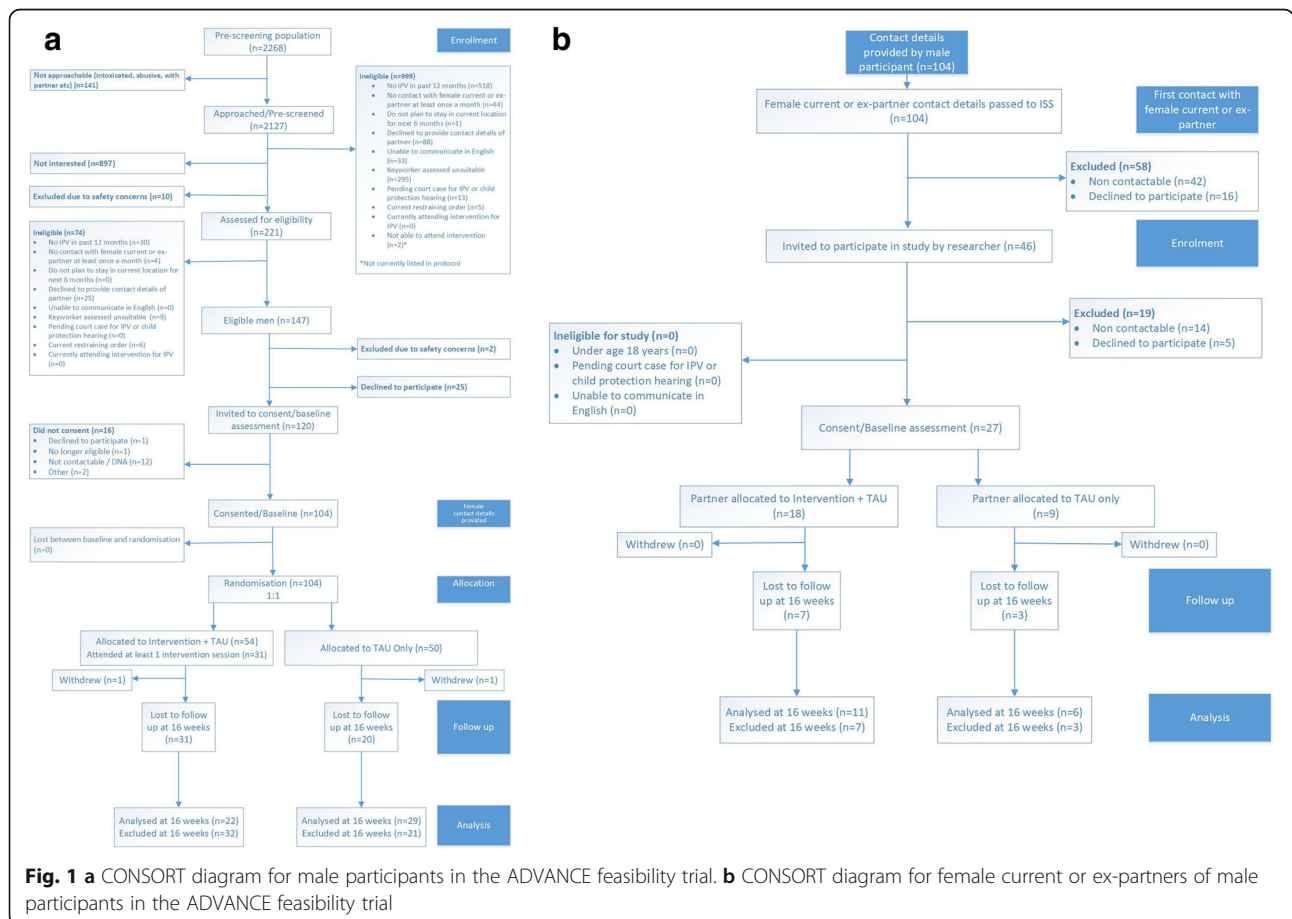 a
Pre-screening population
(n=2268)
Enrollment
Not approachable (intoxicated, abusive, with
partner etc) (n=141)
Ineligible (n=999)
• No IPV in past 12 months (n=518)
• No contact with female current or ex-
partner at least once a month (n=44)
• Do not plan to stay in current location
for next 6 months (n=1)
• Declined to provide contact details of
partner (n=88)
• Unable to communicate in English
(n=33)
• Keyworker assessed unsuitable
(n=295)
• Pending court case for IPV or child
protection hearing (n=13)
• Current restraining order (n=5)
• Currently attending intervention for
IPV (n=0)
• Not able to attend intervention
(n=2)*
*Not currently listed in protocol
Approached/Pre-screened
(n=2127)
Not interested (n=897)
Excluded due to safety concerns (n=10)
Assessed for eligibility
(n=221)
Ineligible (n=74)
• No IPV in past 12 months (n=30)
• No contact with female current or ex-
partner at least once a month (n=4)
• Do not plan to stay in current location for
next 6 months (n=0)
• Declined to provide contact details of
partner (n=25)
• Unable to communicate in English (n=0)
• Keyworker assessed unsuitable (n=9)
• Pending court case for IPV or child
protection hearing (n=0)
• Current restraining order (n=6)
• Currently attending intervention for IPV
(n=0)
Eligible men (n=147)
Excluded due to safety concerns (n=2)
Declined to participate (n=25)
Invited to consent/baseline
assessment (n=120)
Did not consent (n=16)
• Declined to participate (n=1)
• No longer eligible (n=1)
• Not contactable / DNA (n=12)
• Other (n=2)
Consented/Baseline (n=104)
Female
contact details
provided
Lost between baseline and randomisation
(n=0)
Randomisation (n=104)
1:1
Allocation
Allocated to Intervention + TAU (n=54)
Attended at least 1 intervention session (n=31)
Allocated to TAU Only (n=50)
Withdrew (n=1)
Withdrew (n=1)
Lost to follow
up at 16 weeks
(n=31)
Lost to follow
up at 16 weeks
(n=20)
Follow up
Analysed at 16 weeks (n=22)
Excluded at 16 weeks (n=32)
Analysed at 16 weeks (n=29)
Excluded at 16 weeks (n=21)
Analysis
b
Contact details
provided by male
participant (n=104)
Female current or ex-partner contact details passed to ISS
(n=104)
First contact with
female current or ex-
partner
Excluded (n=58)
• Non contactable (n=42)
• Declined to participate (n=16)
Invited to participate in study by researcher (n=46)
Enrolment
Excluded (n=19)
• Non contactable (n=14)
• Declined to participate (n=5)
Ineligible for study (n=0)
• Under age 18 years (n=0)
• Pending court case for IPV or
child protection hearing (n=0)
• Unable to communicate in
English (n=0)
Consent/Baseline assessment (n=27)
Partner allocated to Intervention + TAU
(n=18)
Partner allocated to TAU only
(n=9)
Withdrew (n=0)
Withdrew (n=0)
Lost to follow
up at 16 weeks
(n=7)
Lost to follow
up at 16 weeks
(n=3)
Follow up
Analysed at 16 weeks (n=11)
Excluded at 16 weeks (n=7)
Analysed at 16 weeks (n=6)
Excluded at 16 weeks (n=3)
Analysis
Fig. 1 a CONSORT diagram for male participants in the ADVANCE feasibility trial. b CONSORT diagram for female current or ex-partners of male
participants in the ADVANCE feasibility trial